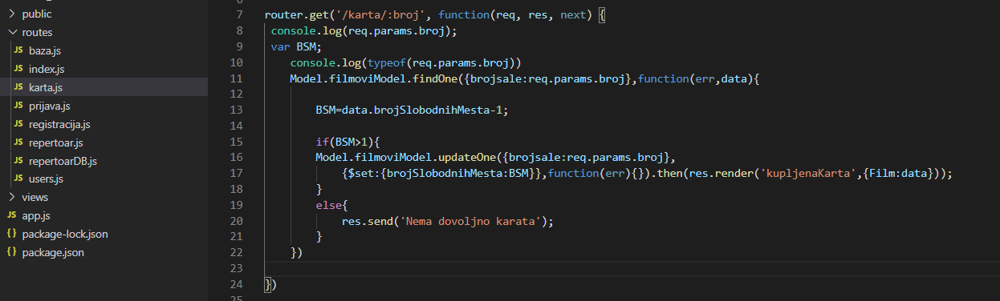 public
routes
JS baza.js
JS index.js
JS karta.js
JS prijava.js
JS registracija.js
JS repertoar.js
JS repertoarDB.js
JS users.js
views
JS app.js
{} package-lock.json
{} package.json
7 router.get('/karta/:broj', function(req, res, next) {
8 console.log(req.params.broj);
9 var BSM;
10 console.log(typeof(req.params.broj))
11 Model.filmoviModel.findOne({brojsale:req.params.broj},function(err,data){
12
13 BSM=data.brojSlobodnihMesta-1;
14
15 if(BSM>1){
16 Model.filmoviModel.updateOne({brojsale:req.params.broj},
17 {$set:{brojSlobodnihMesta:BSM}},function(err){}).then(res.render('kupljenaKarta',{Film:data}));
18 }
19 else{
20 res.send('Nema dovoljno karata');
21 }
22 })
23
24 })
25